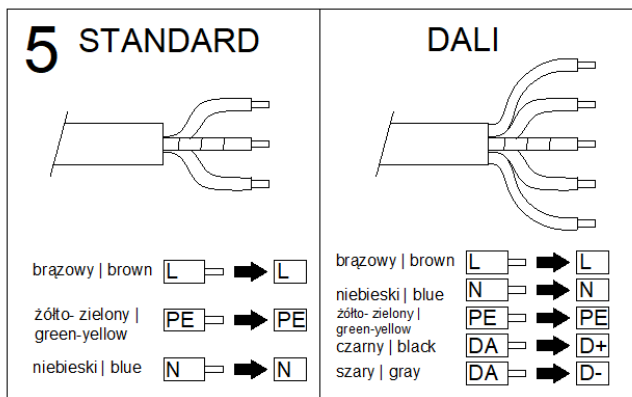 5 STANDARD
brązowy | brown L L
żółto- zielony |
green-yellow PE PE
niebieski | blue N N
DALI
brązowy | brown L L
niebieski | blue N N
żółto- zielony |
green-yellow PE PE
czarny | black DA D+
szary | gray DA D-